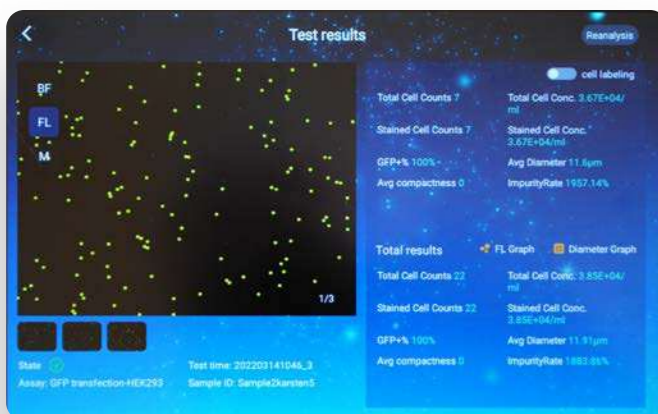 Test results
Reanalysis
BF
FL
M
1/3
cell labeling
Total Cell Counts 7
Total Cell Conc. 3.67E+04/
ml
Stained Cell Counts 7
Stained Cell Conc.
3.67E+04/ml
GFP+% 100%
Avg Diameter 11.6μm
Avg compactness 0
ImpurityRate 1957.14%
Total results
FL Graph
Diameter Graph
Total Cell Counts 22
Total Cell Conc. 3.85E+04/
ml
Stained Cell Counts 22
Stained Cell Conc.
3.85E+04/ml
GFP+% 100%
Avg Diameter 11.91μm
Avg compactness 0
ImpurityRate 1883.86%
State
Test time: 202203141046_3
Assay: GFP transfection-HEK293
Sample ID: Sample2karsten5